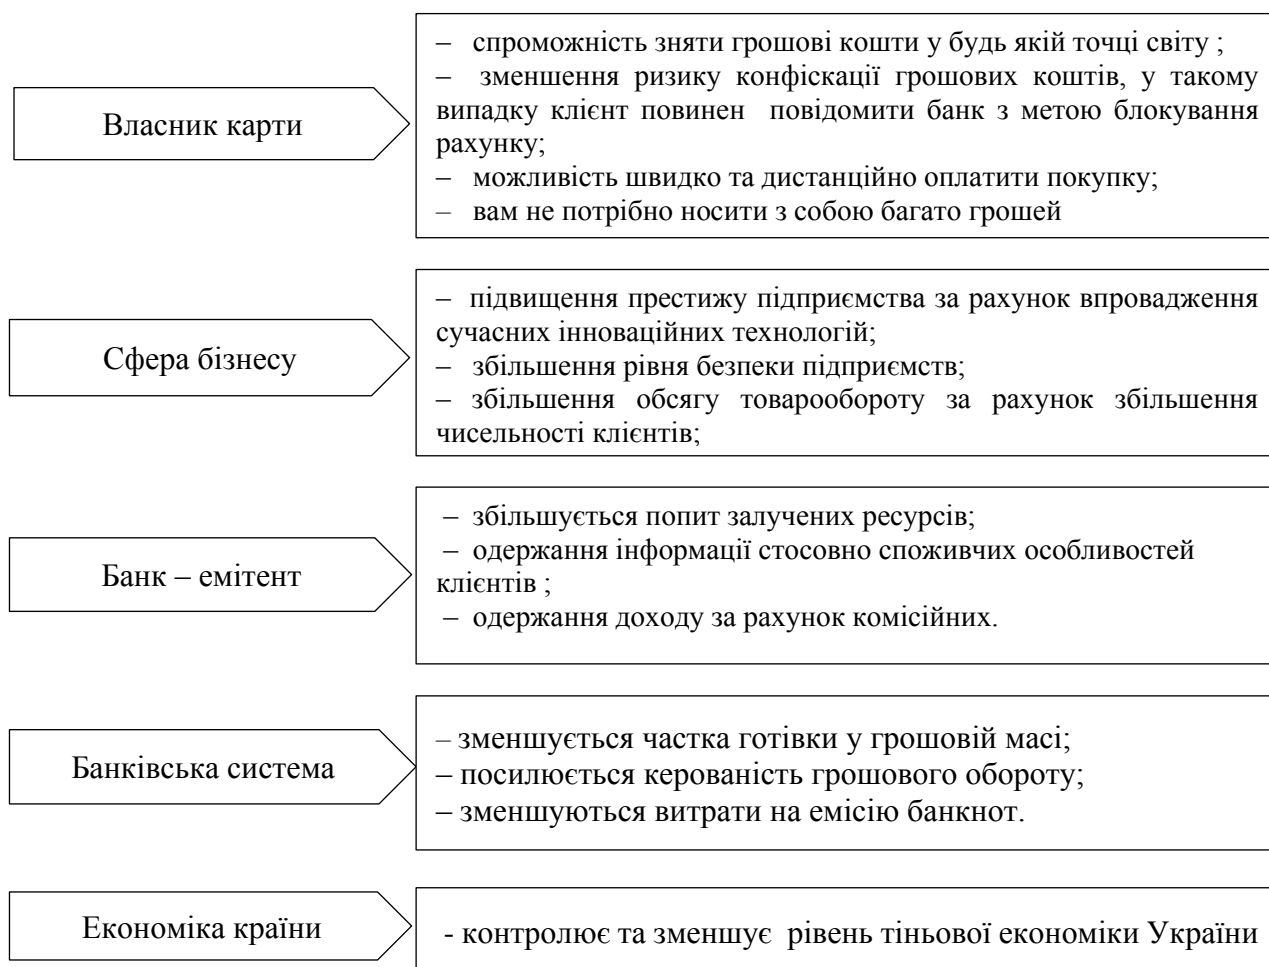 Власник карти
– спроможність зняти грошові кошти у будь якій точці світу ;
– зменшення ризику конфіскації грошових коштів, у такому
випадку клієнт повинен повідомити банк з метою блокування
рахунку;
– можливість швидко та дистанційно оплатити покупку;
– вам не потрібно носити з собою багато грошей
Сфера бізнесу
– підвищення престижу підприємства за рахунок впровадження
сучасних інноваційних технологій;
– збільшення рівня безпеки підприємств;
– збільшення обсягу товарообороту за рахунок збільшення
чисельності клієнтів;
Банк – емітент
– збільшується попит залучених ресурсів;
– одержання інформації стосовно споживчих особливостей
клієнтів ;
– одержання доходу за рахунок комісійних.
Банківська система
– зменшується частка готівки у грошовій масі;
– посилюється керованість грошового обороту;
– зменшуються витрати на емісію банкнот.
Економіка країни
- контролює та зменшує рівень тіньової економіки України